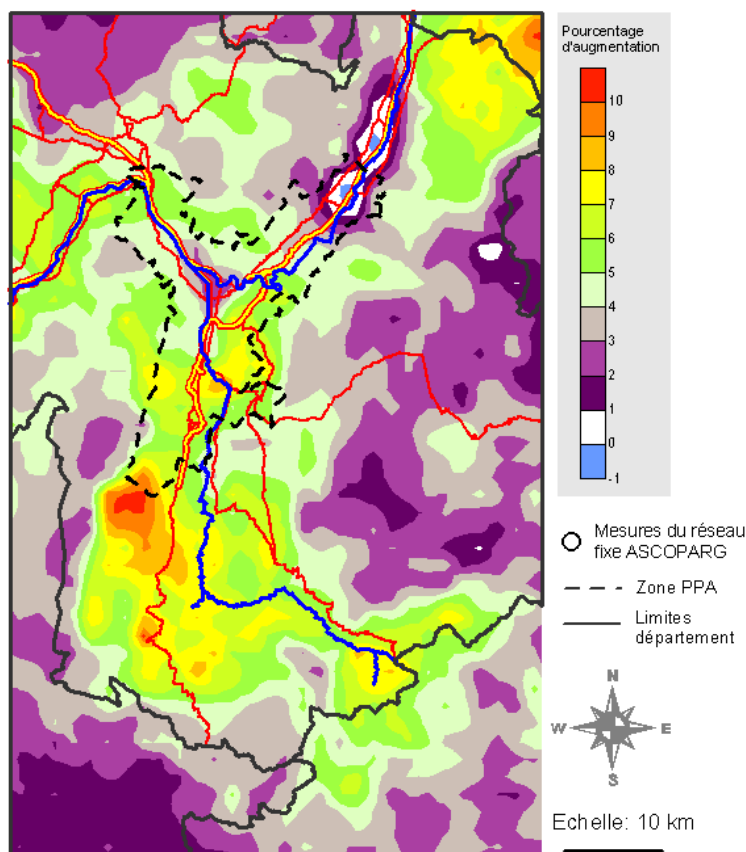 Pourcentage
d'augmentation
10
9
8
7
6
5
4
3
2
1
0
-1
Mesures du réseau
fixe ASCOPARG
Zone PPA
Limites
département
N
W
E
S
Echelle: 10 km